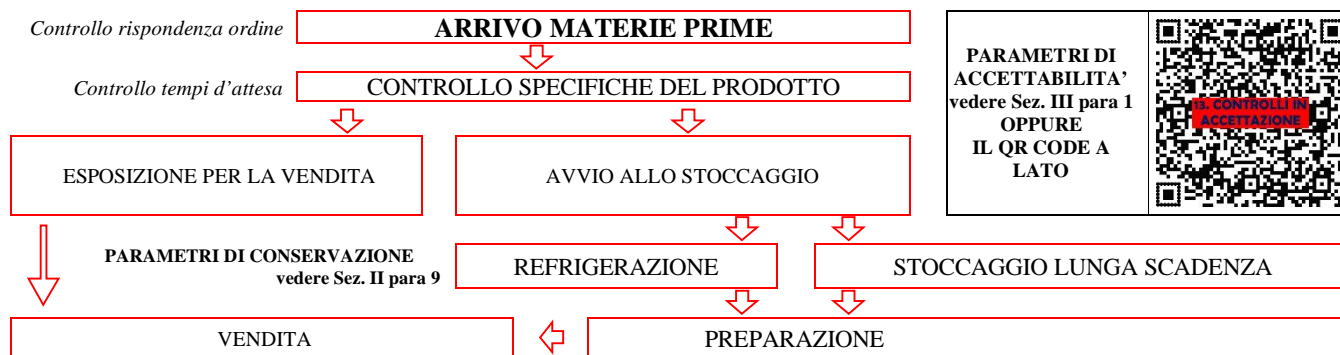 Controllo rispondenza ordine
ARRIVO MATERIE PRIME
Controllo tempi d'attesa
CONTROLLO SPECIFICHE DEL PRODOTTO
PARAMETRI DI
ACCETTABILITA'
vedere Sez. III para 1
OPPURE
IL QR CODE A
LATO
13. CONTROLLI IN
ACCETTAZIONE
ESPOSIZIONE PER LA VENDITA
AVVIO ALLO STOCCAGGIO
PARAMETRI DI CONSERVAZIONE
vedere Sez. II para 9
REFRIGERAZIONE
STOCCAGGIO LUNGA SCADENZA
VENDITA
PREPARAZIONE